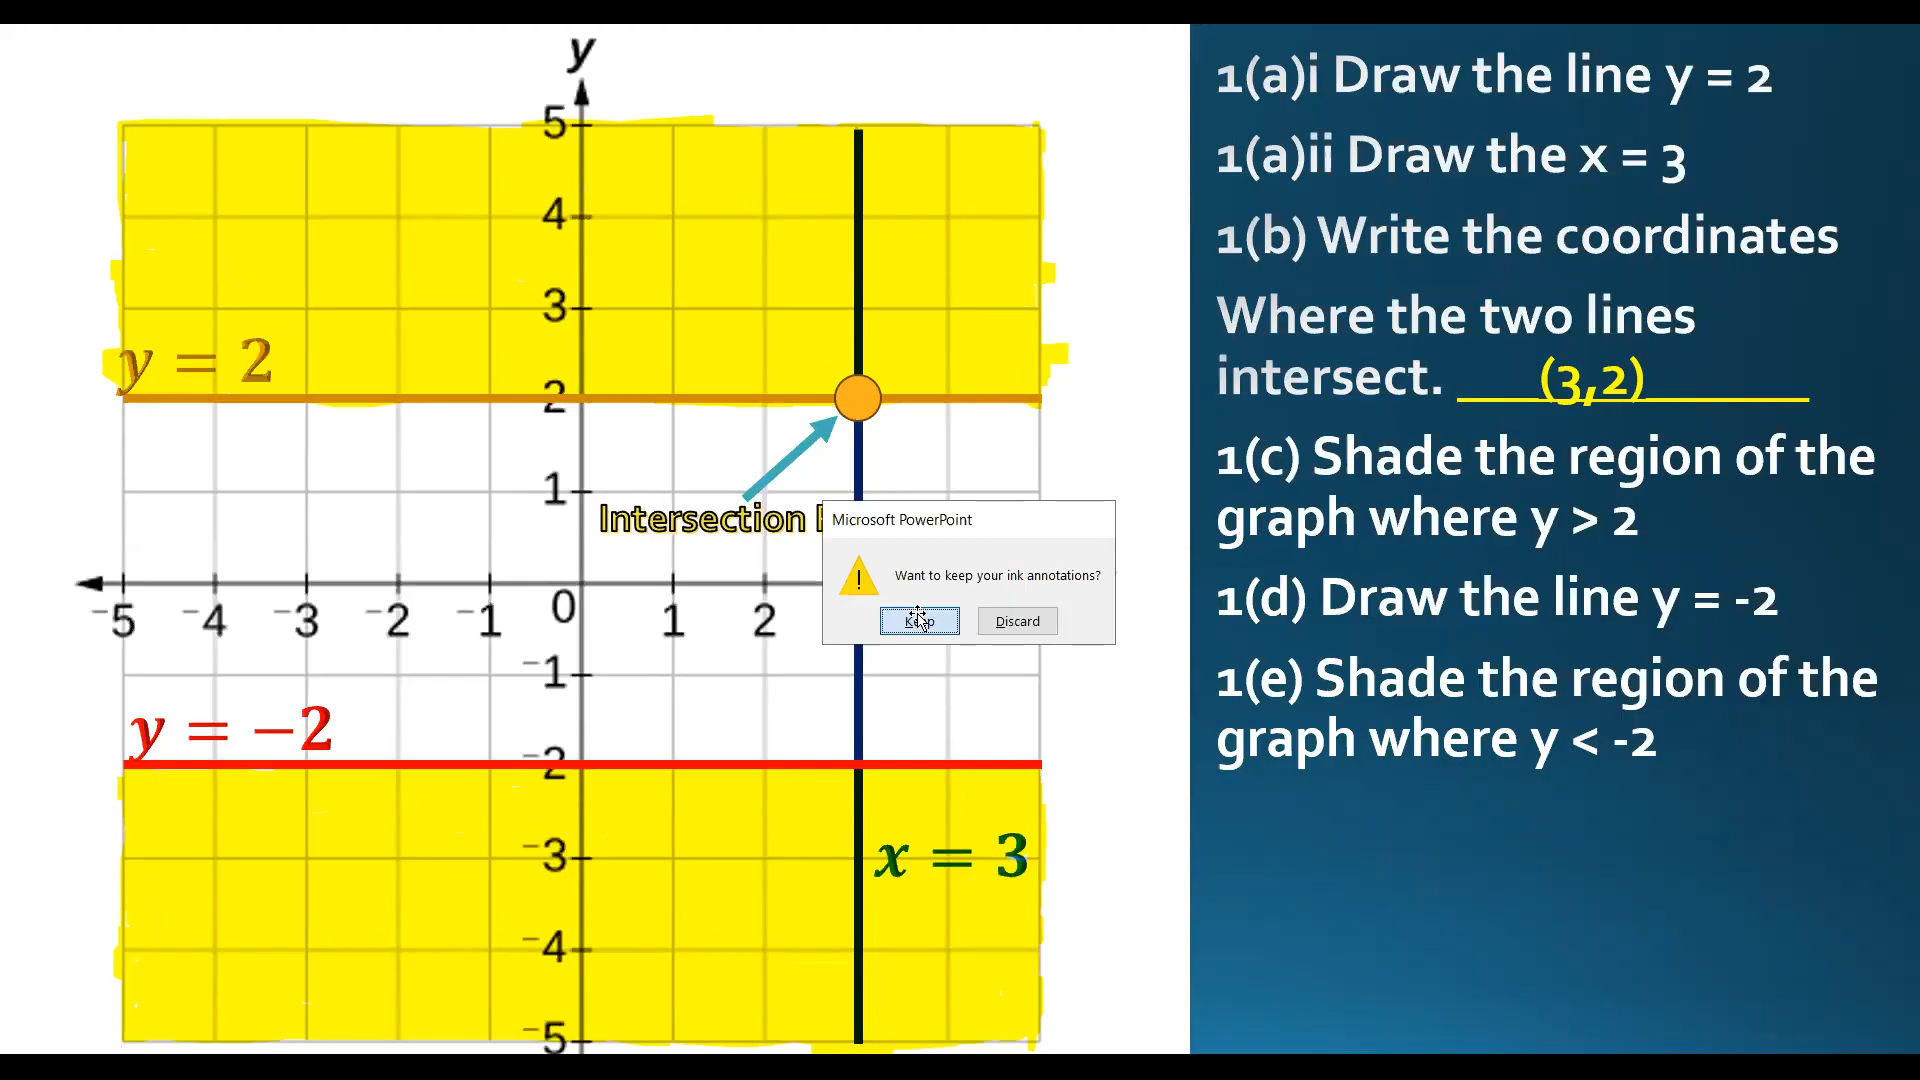 y
5
4
3
y = 2
2
1
Intersection
-5 -4 -3 -2 -1 0 1 2
-1
y = -2
-2
-3
x = 3
-4
-5
Microsoft PowerPoint
Want to keep your ink annotations?
Keep Discard
1(a)i Draw the line y = 2
1(a)ii Draw the x = 3
1(b) Write the coordinates
Where the two lines
intersect. ____(3,2)________
1(c) Shade the region of the
graph where y > 2
1(d) Draw the line y = -2
1(e) Shade the region of the
graph where y < -2